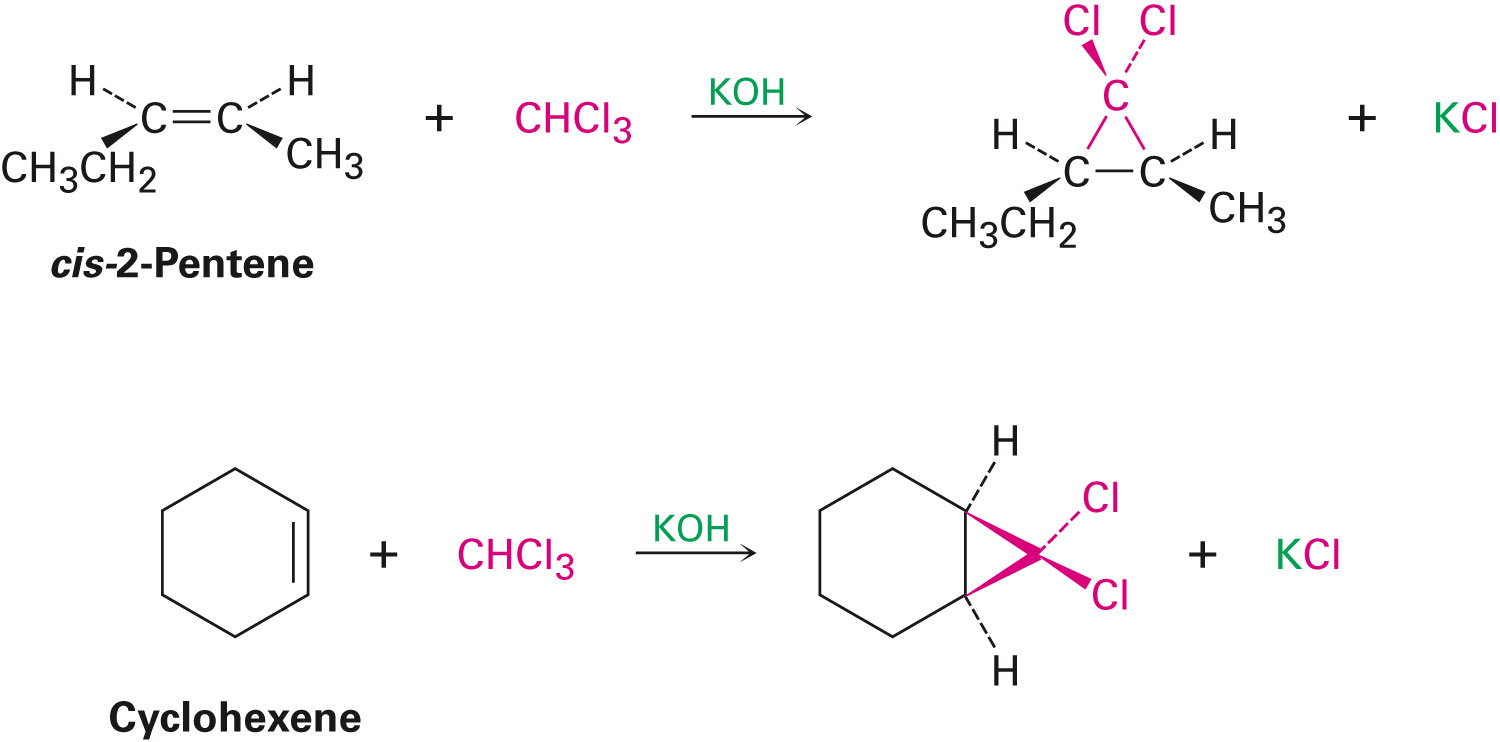 Cl Cl
H H C=C + CHCl₃ KOH H C H + KCl
CH₃CH₂ CH₃ C—C
CH₃CH₂ CH₃
cis-2-Pentene
H
Cl
+ CHCl₃ KOH + KCl
Cl
H
Cyclohexene